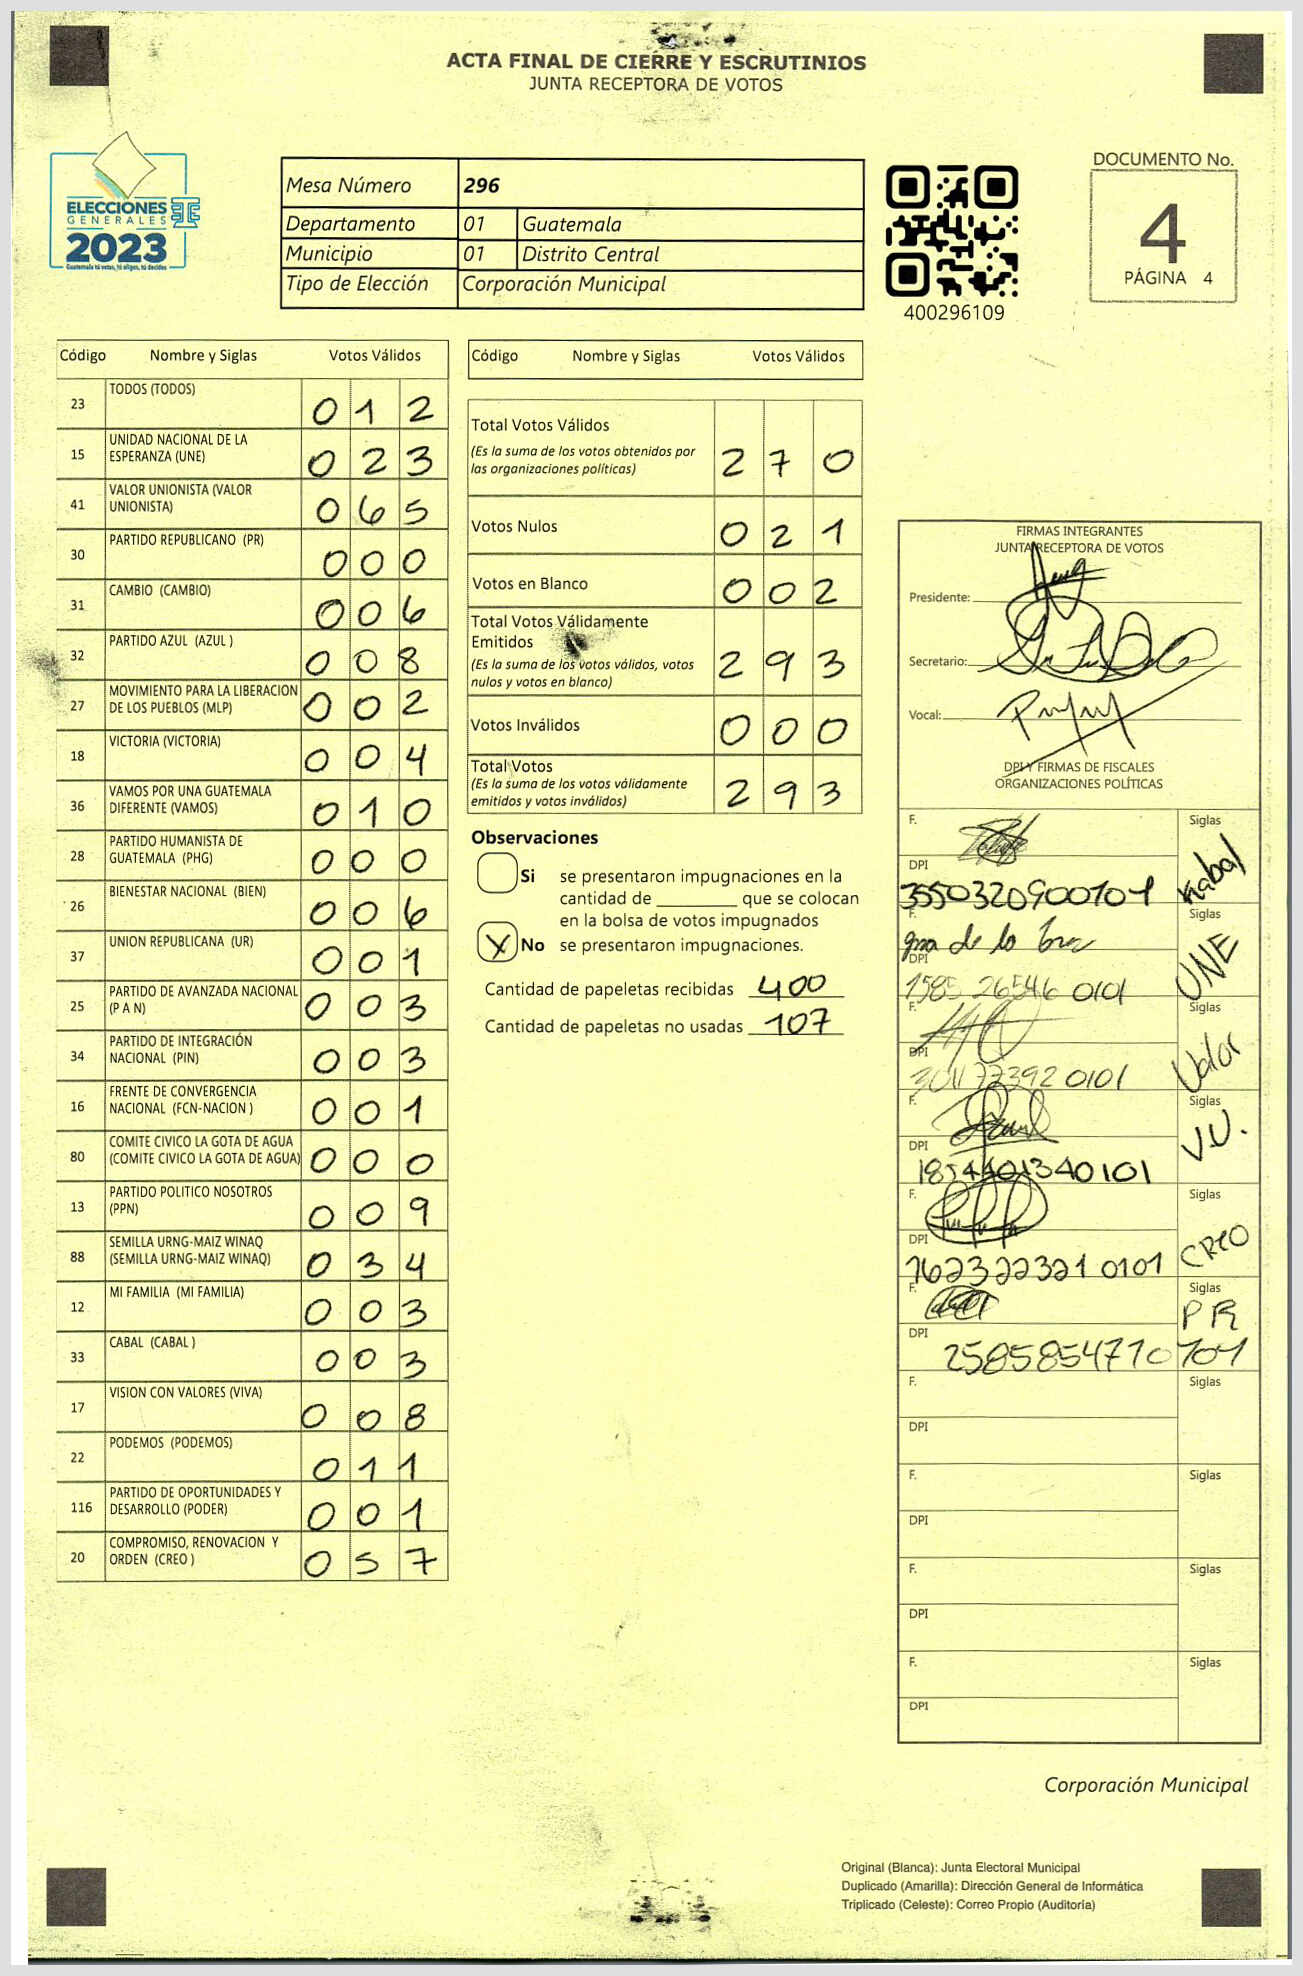 ACTA FINAL DE CIERRE Y ESCRUTINIOS
JUNTA RECEPTORA DE VOTOS
ELECCIONES
GENERALES
2023
Guatemala tú votas, tú eliges, tú decides
Mesa Número 296
Departamento 01 Guatemala
Municipio 01 Distrito Central
Tipo de Elección Corporación Municipal
400296109
DOCUMENTO No.
4
PÁGINA 4
Código Nombre y Siglas Votos Válidos
23 TODOS (TODOS) 0 1 2
15 UNIDAD NACIONAL DE LA
ESPERANZA (UNE) 0 2 3
41 VALOR UNIONISTA (VALOR
UNIONISTA) 0 6 5
30 PARTIDO REPUBLICANO (PR) 0 0 0
31 CAMBIO (CAMBIO) 0 0 6
32 PARTIDO AZUL (AZUL ) 0 0 8
27 MOVIMIENTO PARA LA LIBERACION
DE LOS PUEBLOS (MLP) 0 0 2
18 VICTORIA (VICTORIA) 0 0 4
36 VAMOS POR UNA GUATEMALA
DIFERENTE (VAMOS) 0 1 0
28 PARTIDO HUMANISTA DE
GUATEMALA (PHG) 0 0 0
26 BIENESTAR NACIONAL (BIEN) 0 0 6
37 UNION REPUBLICANA (UR) 0 0 1
25 PARTIDO DE AVANZADA NACIONAL
(P A N) 0 0 3
34 PARTIDO DE INTEGRACIÓN
NACIONAL (PIN) 0 0 3
16 FRENTE DE CONVERGENCIA
NACIONAL (FCN-NACION ) 0 0 1
80 COMITE CIVICO LA GOTA DE AGUA
(COMITE CIVICO LA GOTA DE AGUA) 0 0 0
13 PARTIDO POLITICO NOSOTROS
(PPN) 0 0 9
88 SEMILLA URNG-MAIZ WINAQ
(SEMILLA URNG-MAIZ WINAQ) 0 3 4
12 MI FAMILIA (MI FAMILIA) 0 0 3
33 CABAL (CABAL ) 0 0 3
17 VISION CON VALORES (VIVA) 0 0 8
22 PODEMOS (PODEMOS) 0 1 1
116 PARTIDO DE OPORTUNIDADES Y
DESARROLLO (PODER) 0 0 1
20 COMPROMISO, RENOVACION Y
ORDEN (CREO ) 0 5 7
Código Nombre y Siglas Votos Válidos
Total Votos Válidos
(Es la suma de los votos obtenidos por
las organizaciones políticas) 2 7 0
Votos Nulos 0 2 1
Votos en Blanco 0 0 2
Total Votos Válidamente
Emitidos
(Es la suma de los votos válidos, votos
nulos y votos en blanco) 2 9 3
Votos Inválidos 0 0 0
Total Votos
(Es la suma de los votos válidamente
emitidos y votos inválidos) 2 9 3
Observaciones
Si se presentaron impugnaciones en la
cantidad de ________ que se colocan
en la bolsa de votos impugnados
X No se presentaron impugnaciones.
Cantidad de papeletas recibidas 400
Cantidad de papeletas no usadas 107
FIRMAS INTEGRANTES
JUNTA RECEPTORA DE VOTOS
Presidente:
Secretario:
Vocal:
DPI Y FIRMAS DE FISCALES
ORGANIZACIONES POLÍTICAS
F. Siglas
DPI Kabal
3550320900101
F. de la Siglas
DPI UNE
1585 26546 0101
F. Siglas
DPI Valor
3011 77392 0101
F. Siglas
DPI V.U.
1854401340101
F. Siglas
DPI CREO
1623223210101
F. Siglas
PR
DPI
2585854770101
F. Siglas
DPI
F. Siglas
DPI
F. Siglas
DPI
F. Siglas
DPI
Corporación Municipal
Original (Blanca): Junta Electoral Municipal
Duplicado (Amarilla): Dirección General de Informática
Triplicado (Celeste): Correo Propio (Auditoría)